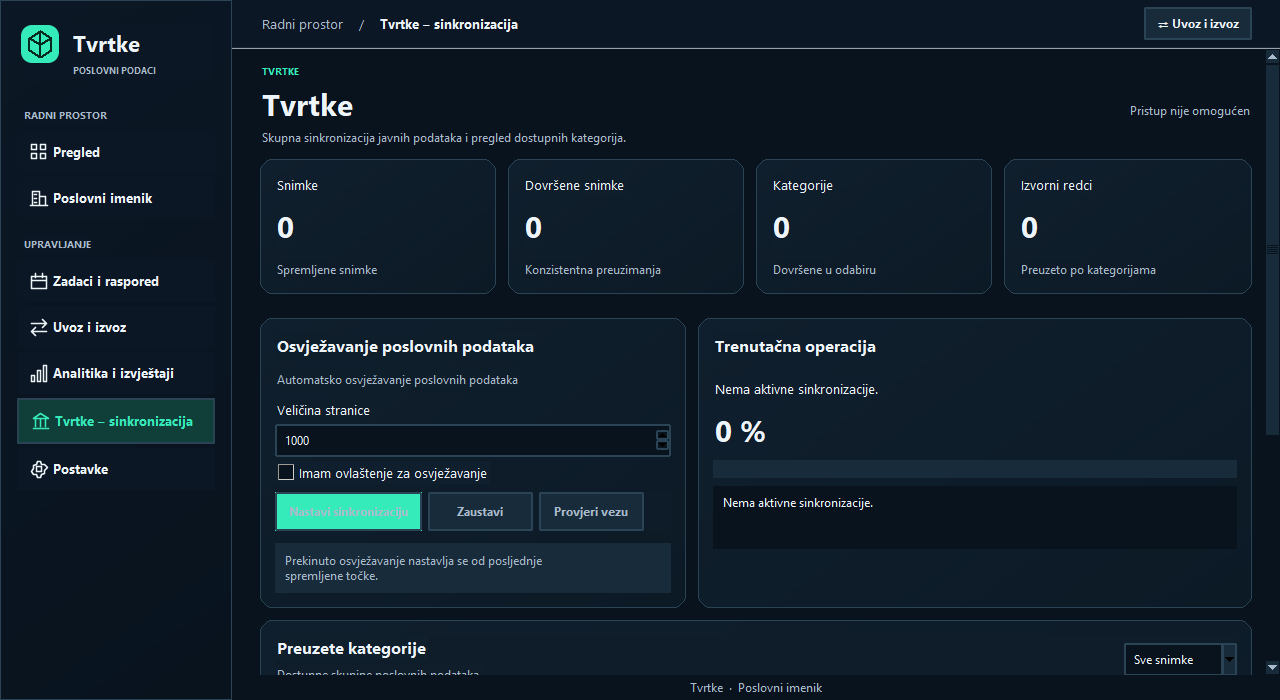 Tvrtke
POSLOVNI PODACI
RADNI PROSTOR
Pregled
Poslovni imenik
UPRAVLJANJE
Zadaci i raspored
Uvoz i izvoz
Analitika i izvještaji
Tvrtke – sinkronizacija
Postavke
Radni prostor / Tvrtke – sinkronizacija
⇄ Uvoz i izvoz
TVRTKE
Tvrtke
Pristup nije omogućen
Skupna sinkronizacija javnih podataka i pregled dostupnih kategorija.
Snimke
0
Spremljene snimke
Dovršene snimke
0
Konzistentna preuzimanja
Kategorije
0
Dovršene u odabiru
Izvorni redci
0
Preuzeto po kategorijama
Osvježavanje poslovnih podataka
Automatsko osvježavanje poslovnih podataka
Veličina stranice
1000
Imam ovlaštenje za osvježavanje
Nastavi sinkronizaciju
Zaustavi
Provjeri vezu
Prekinuto osvježavanje nastavlja se od posljednje
spremljene točke.
Trenutačna operacija
Nema aktivne sinkronizacije.
0 %
Nema aktivne sinkronizacije.
Preuzete kategorije
Dostupne skupine poslovnih podataka
Sve snimke
Tvrtke · Poslovni imenik